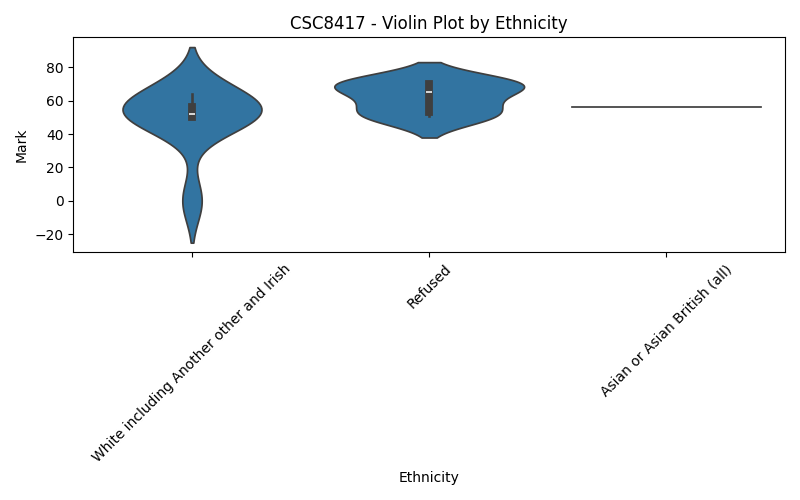 CSC8417 - Violin Plot by Ethnicity
Mark
80
60
40
20
0
−20
White including Another other and Irish
Refused
Asian or Asian British (all)
Ethnicity